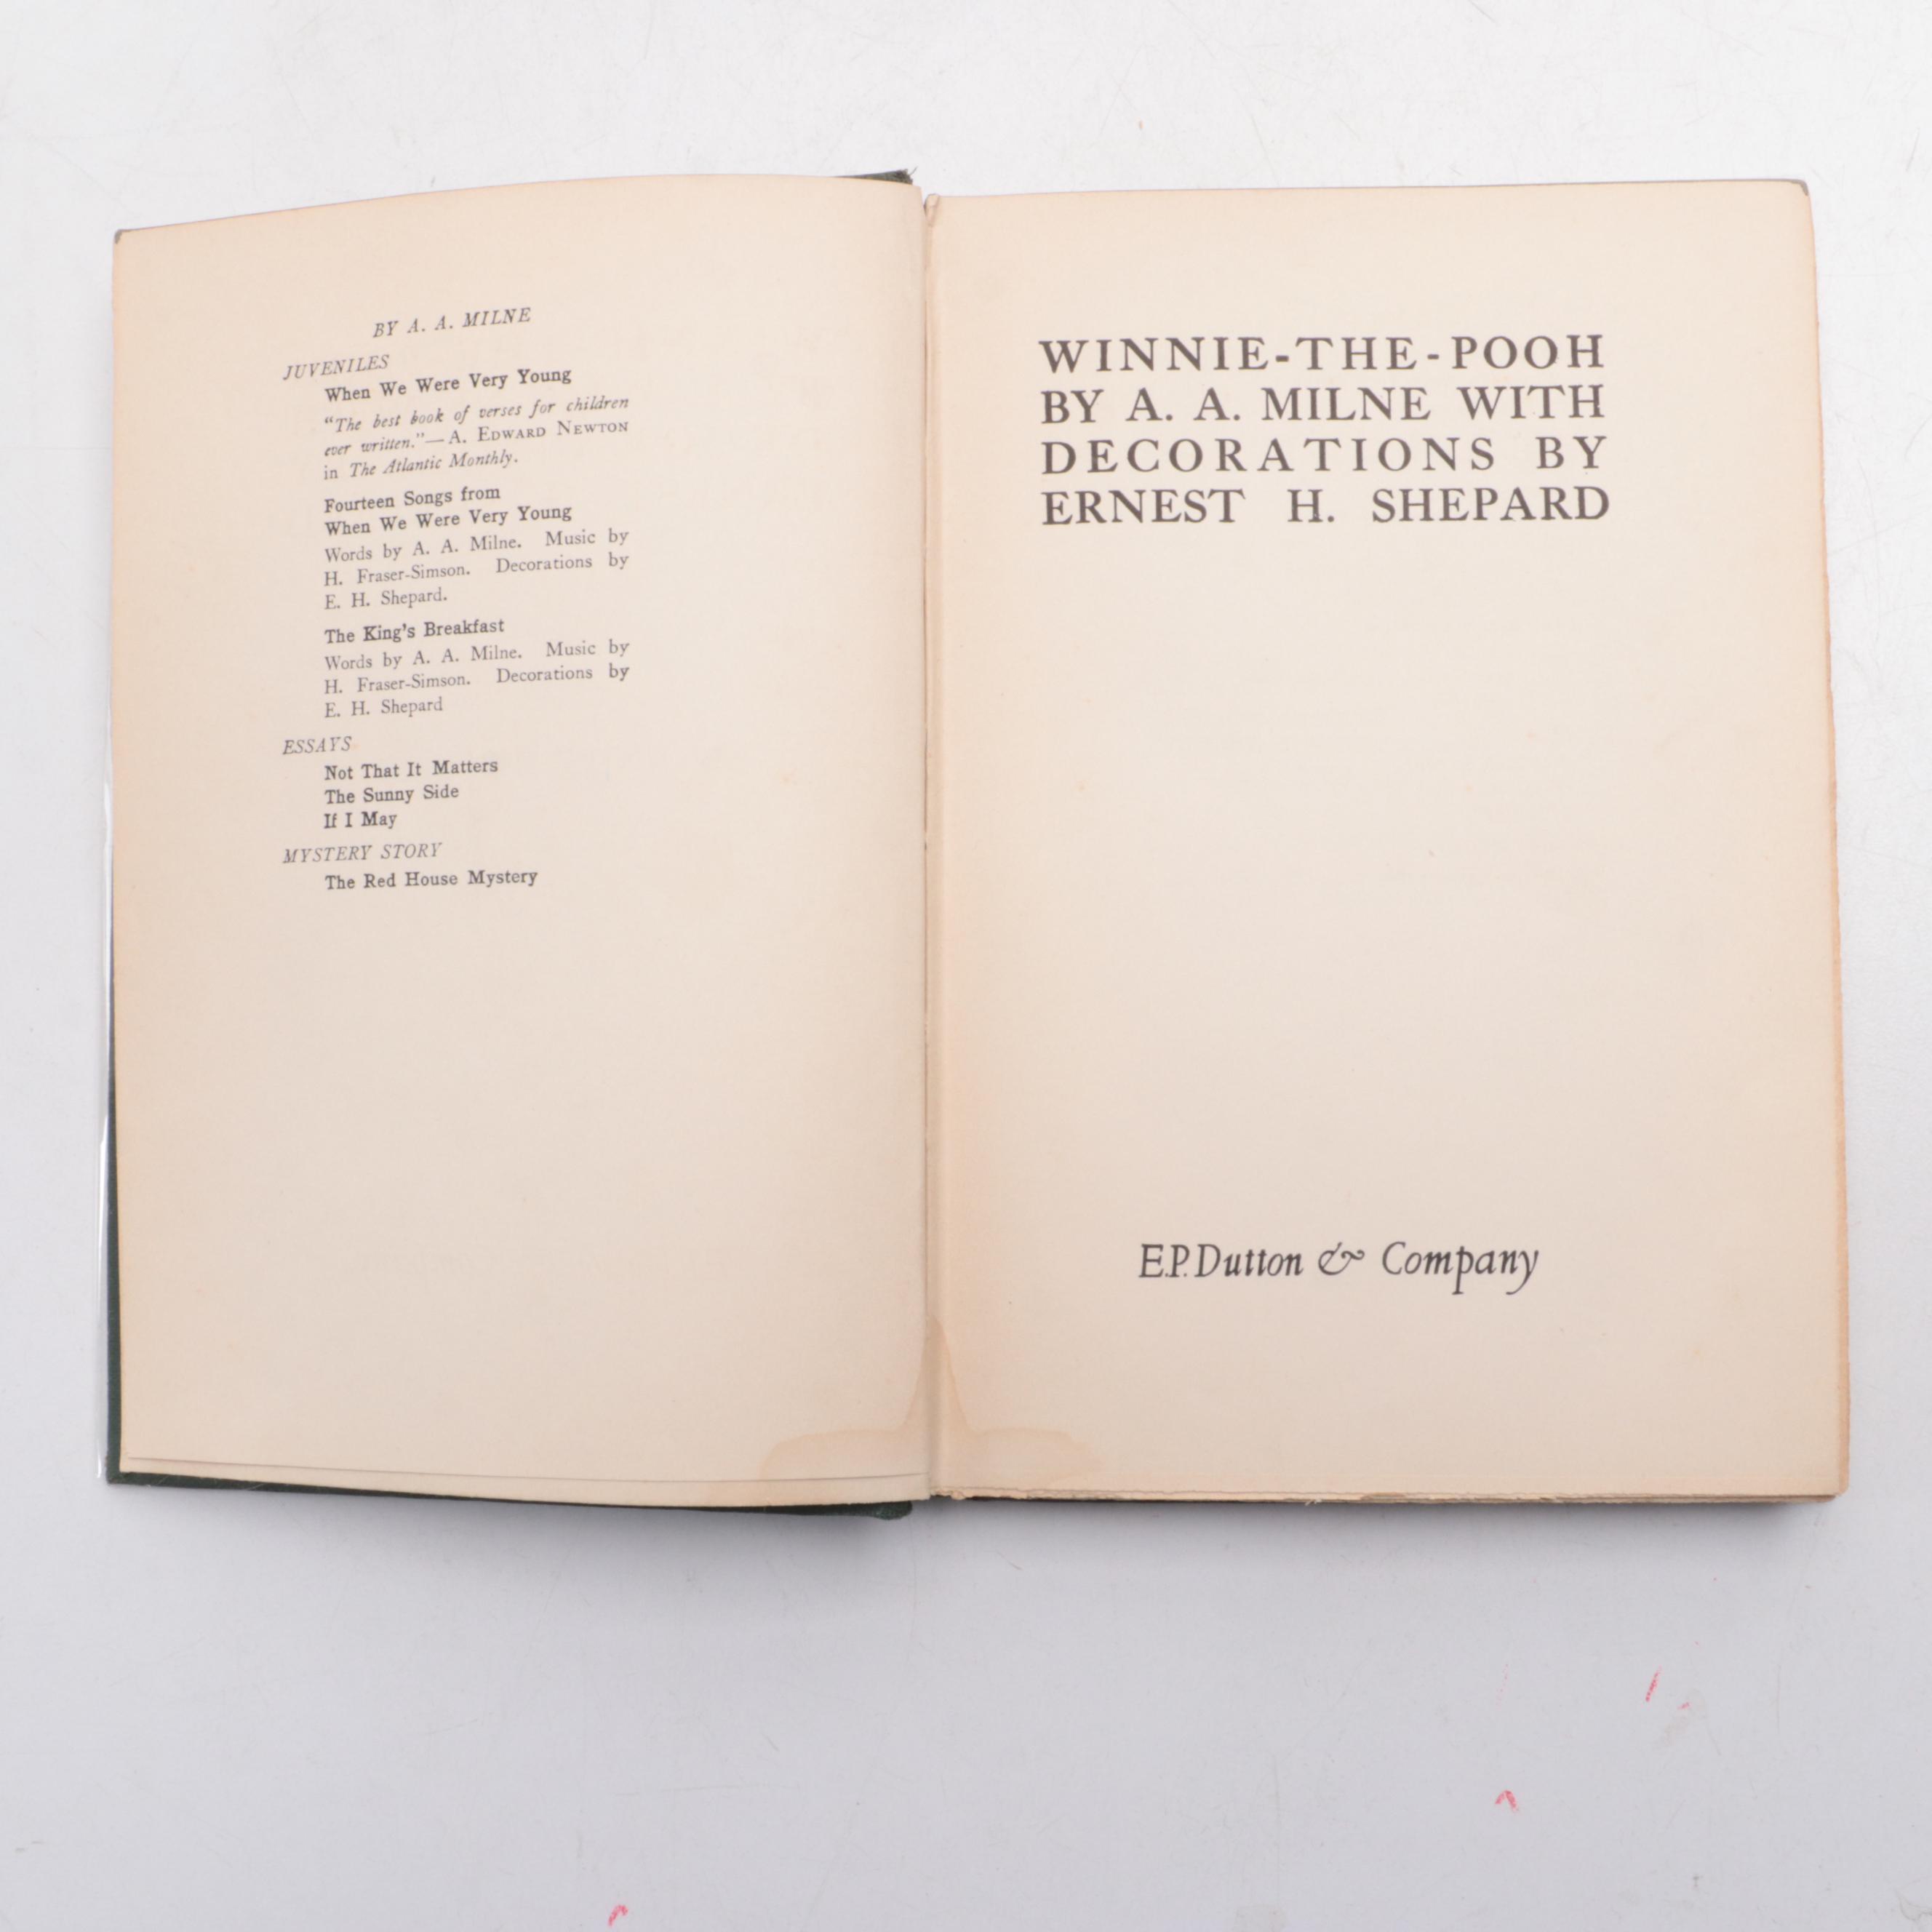 BY A. A. MILNE
JUVENILES
When We Were Very Young
"The best book of verses for children
ever written."—A. EDWARD NEWTON
in The Atlantic Monthly.
Fourteen Songs from
When We Were Very Young
Words by A. A. Milne. Music by
H. Fraser-Simson. Decorations by
E. H. Shepard.
The King's Breakfast
Words by A. A. Milne. Music by
H. Fraser-Simson. Decorations by
E. H. Shepard
ESSAYS
Not That It Matters
The Sunny Side
If I May
MYSTERY STORY
The Red House Mystery
WINNIE-THE-POOH
BY A. A. MILNE WITH
DECORATIONS BY
ERNEST H. SHEPARD
E.P. Dutton & Company